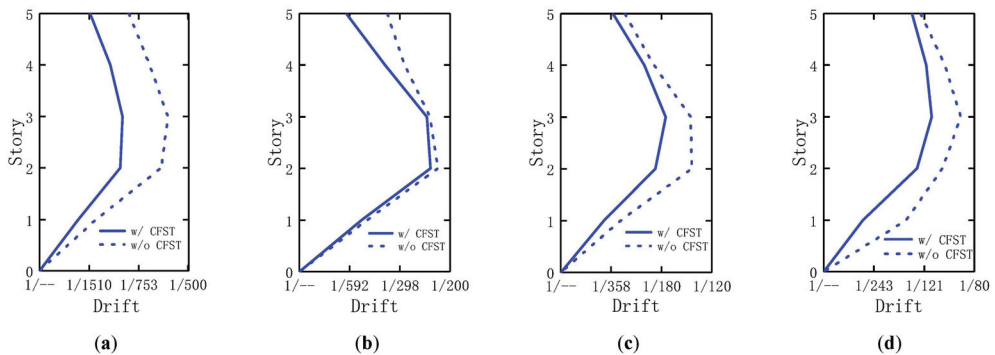 5 4 3 2 1 0
Story
w/ CFST
w/o CFST
1/-- 1/1510 1/753 1/500
Drift
(a)
5 4 3 2 1 0
Story
w/ CFST
w/o CFST
1/-- 1/592 1/298 1/200
Drift
(b)
5 4 3 2 1 0
Story
w/ CFST
w/o CFST
1/-- 1/358 1/180 1/120
Drift
(c)
5 4 3 2 1 0
Story
w/ CFST
w/o CFST
1/-- 1/243 1/121 1/80
Drift
(d)